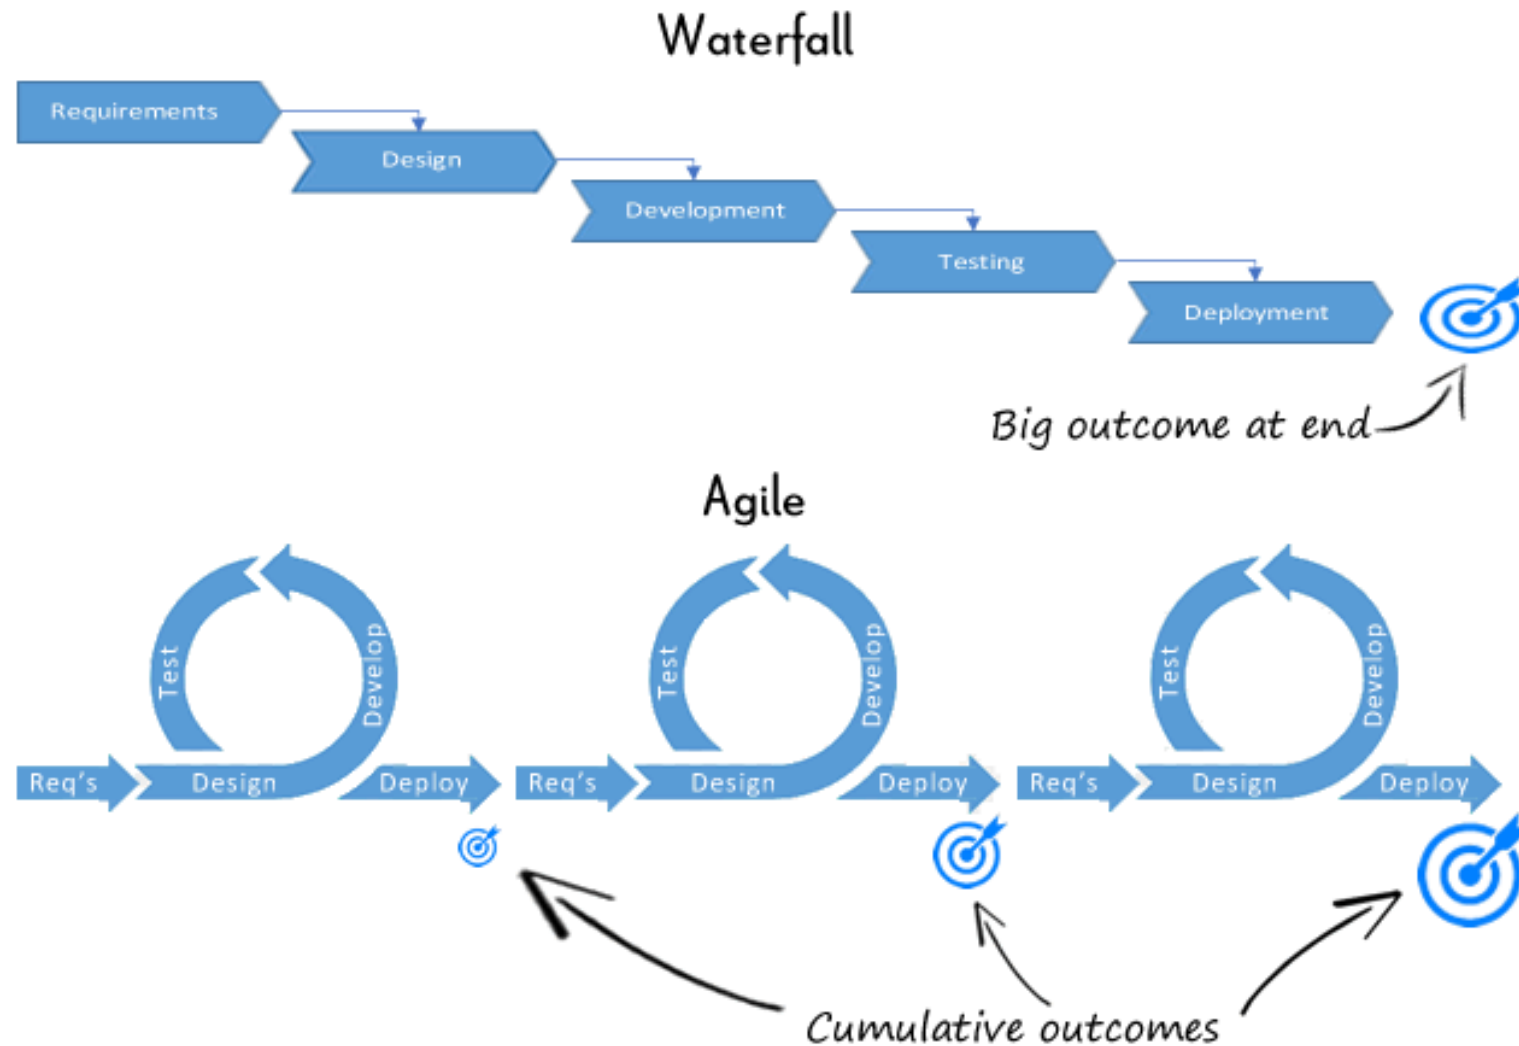 Waterfall
Requirements
Design
Development
Testing
Deployment
Big outcome at end
Agile
Test
Develop
Req's
Design
Deploy
Test
Develop
Req's
Design
Deploy
Test
Develop
Req's
Design
Deploy
Cumulative outcomes